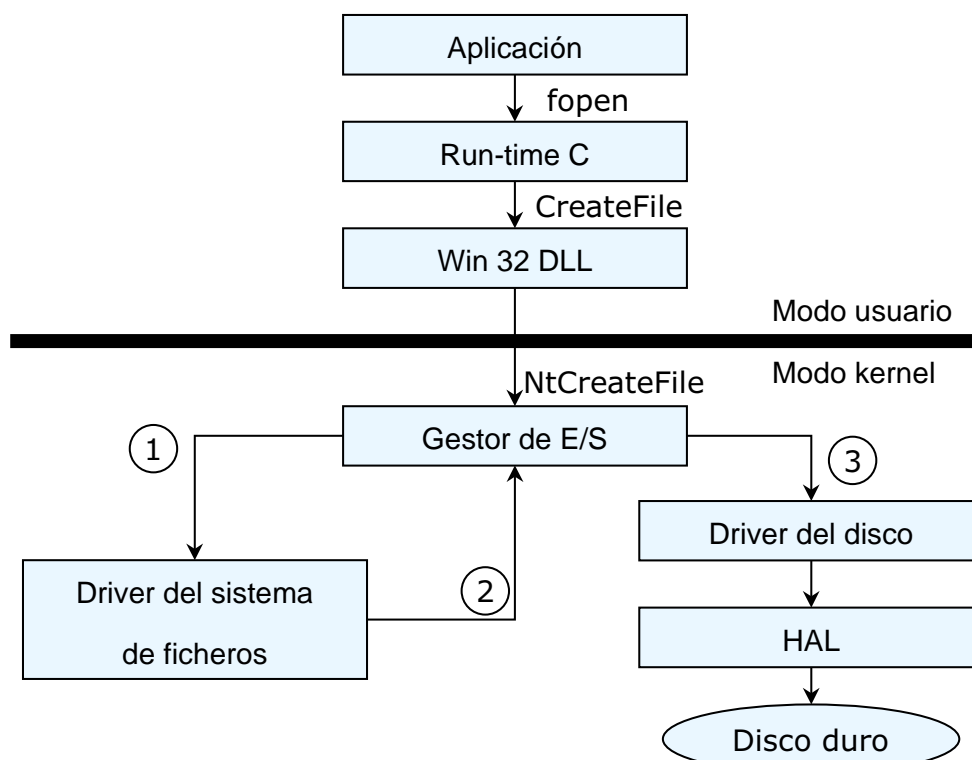 Aplicación
fopen
Run-time C
CreateFile
Win 32 DLL
Modo usuario
Modo kernel
NtCreateFile
Gestor de E/S
1
3
Driver del disco
Driver del sistema
de ficheros
2
HAL
Disco duro